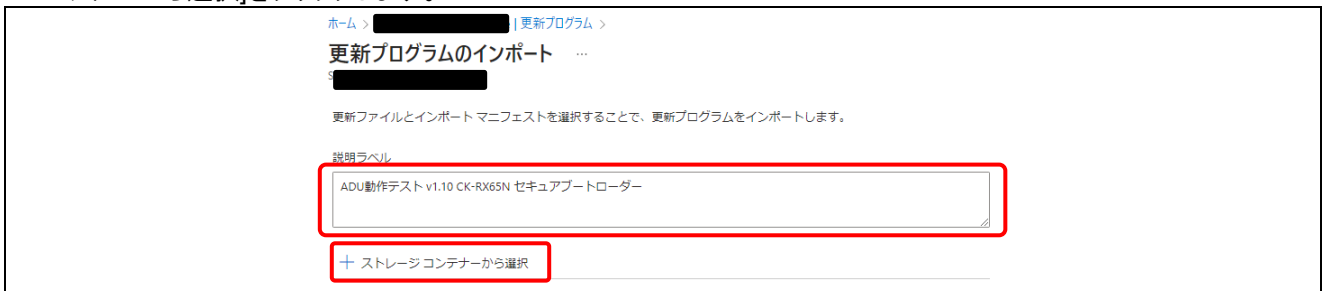 ホーム > | 更新プログラム >
更新プログラムのインポート …
S
更新ファイルとインポート マニフェストを選択することで、更新プログラムをインポートします。
説明ラベル
ADU動作テスト v1.10 CK-RX65N セキュアブートローダー
＋ ストレージ コンテナーから選択